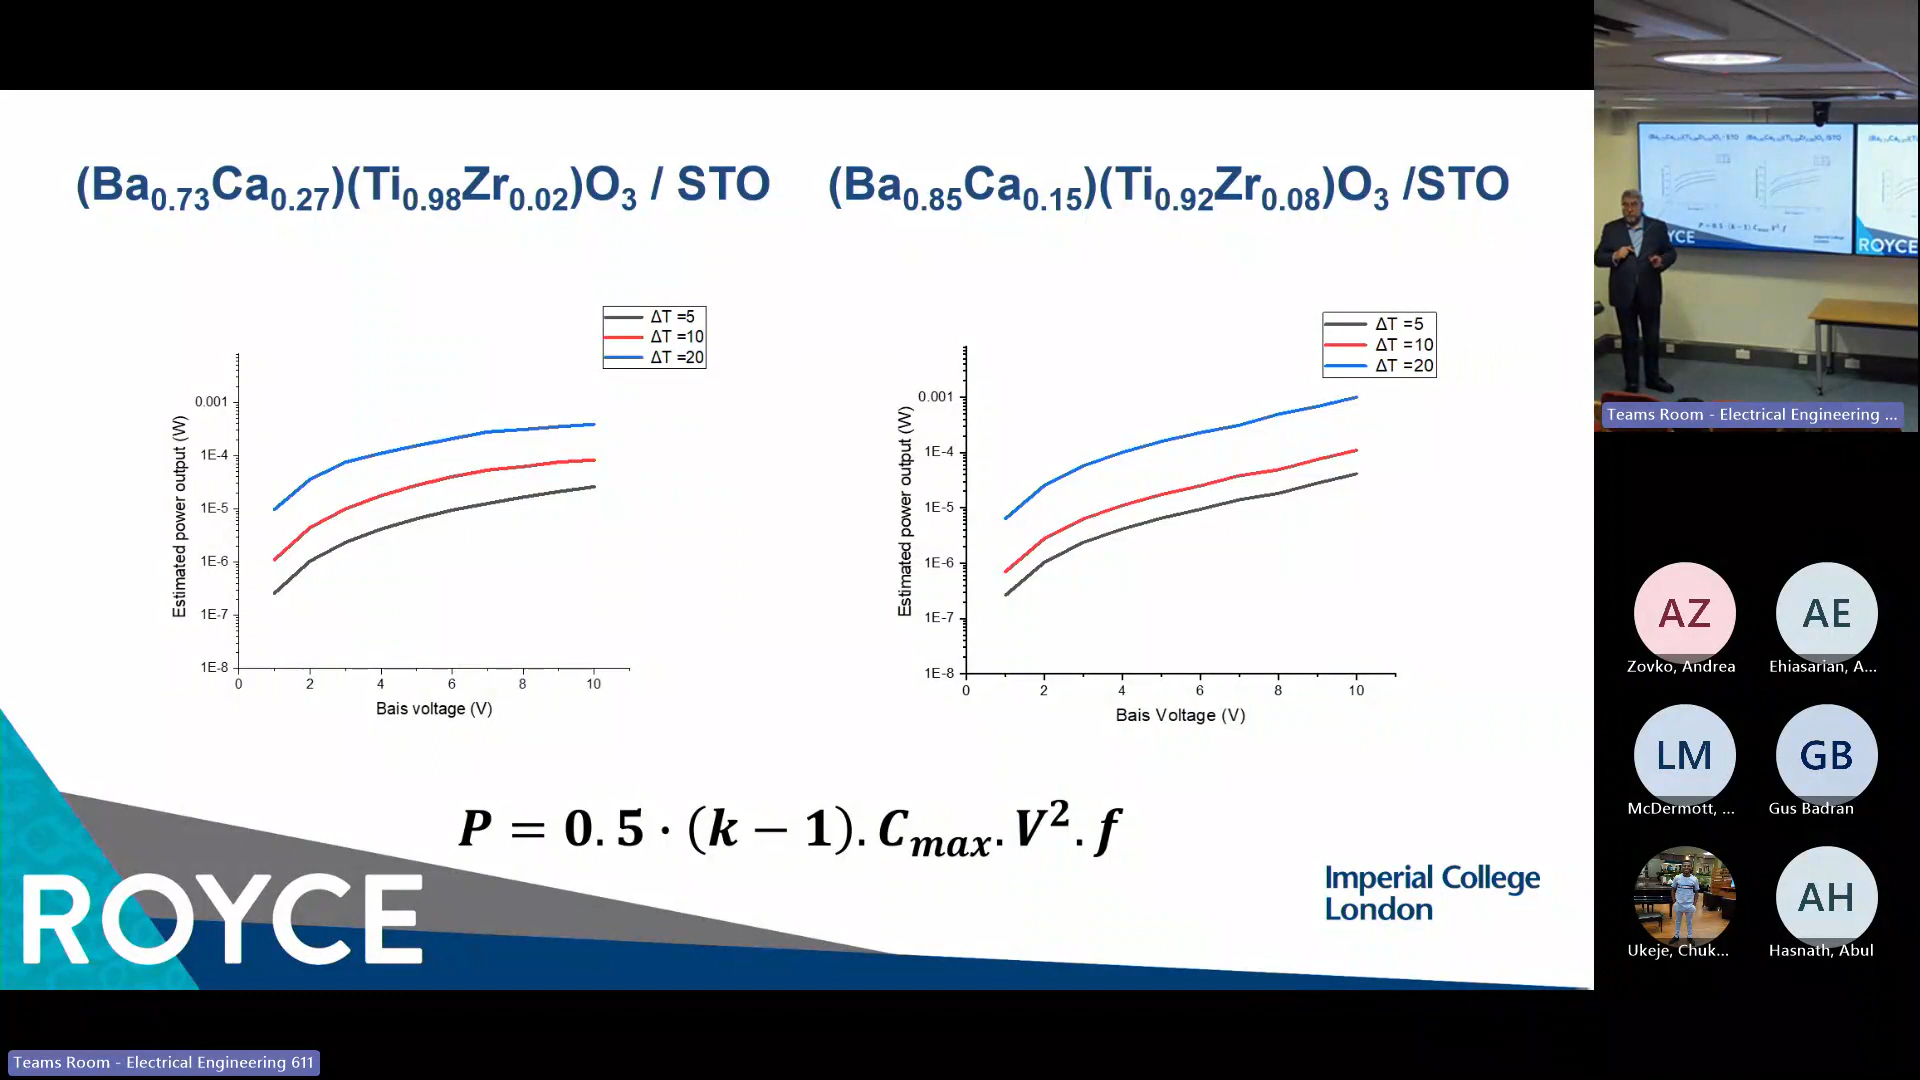 (Ba0.73Ca0.27)(Ti0.98Zr0.02)O3 / STO
(Ba0.85Ca0.15)(Ti0.92Zr0.08)O3 /STO
ΔT =5
ΔT =10
ΔT =20
0.001
1E-4
1E-5
1E-6
1E-7
1E-8
0 2 4 6 8 10
Estimated power output (W)
Bais voltage (V)
ΔT =5
ΔT =10
ΔT =20
0.001
1E-4
1E-5
1E-6
1E-7
1E-8
0 2 4 6 8 10
Estimated power output (W)
Bais Voltage (V)
P = 0.5 · (k − 1). Cmax. V². f
ROYCE
Imperial College
London
Teams Room - Electrical Engineering 611
YCE
ROYCE
Teams Room - Electrical Engineering ...
AZ
Zovko, Andrea
AE
Ehiasarian, A...
LM
McDermott, ...
GB
Gus Badran
Ukeje, Chuk...
AH
Hasnath, Abul